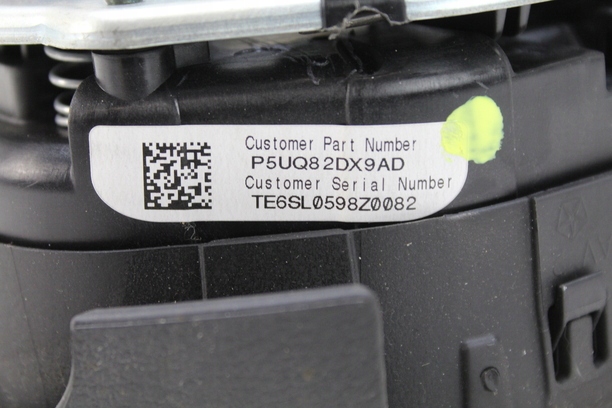 Customer Part Number
P5UQ82DX9AD
Customer Serial Number
TE6SL0598Z0082